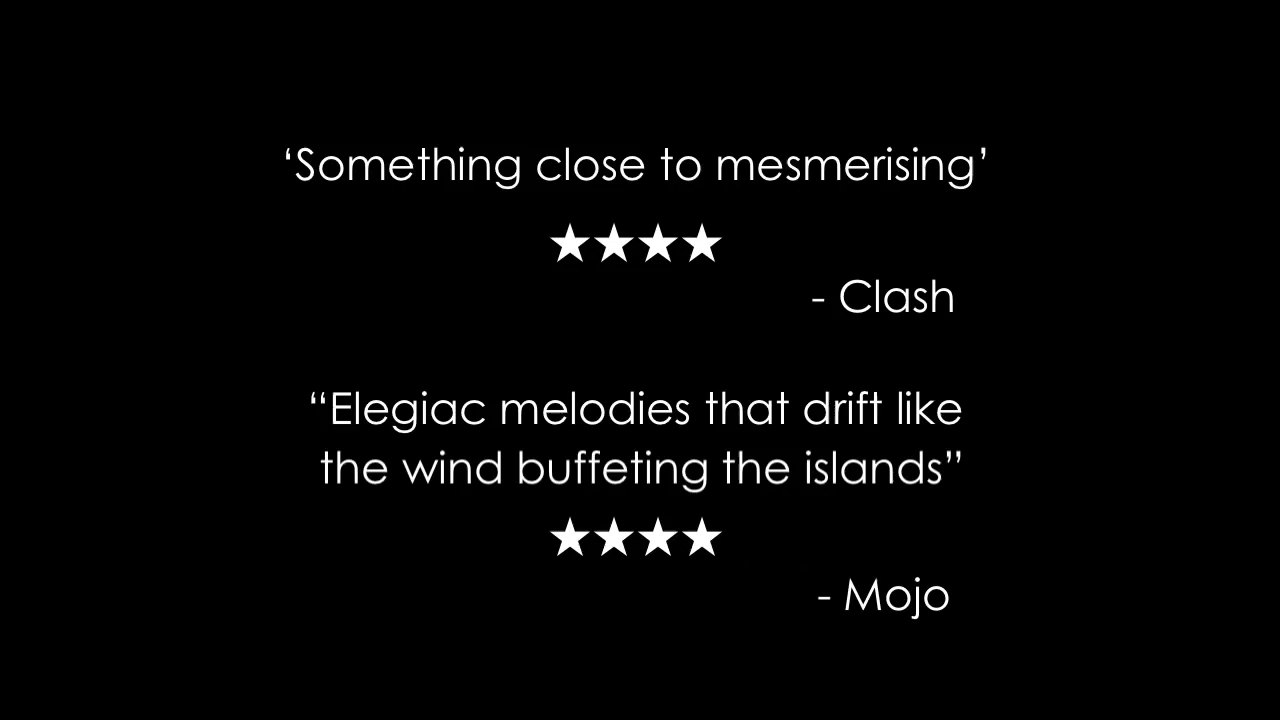 ‘Something close to mesmerising’
★★★★
- Clash
“Elegiac melodies that drift like
the wind buffeting the islands”
★★★★
- Mojo